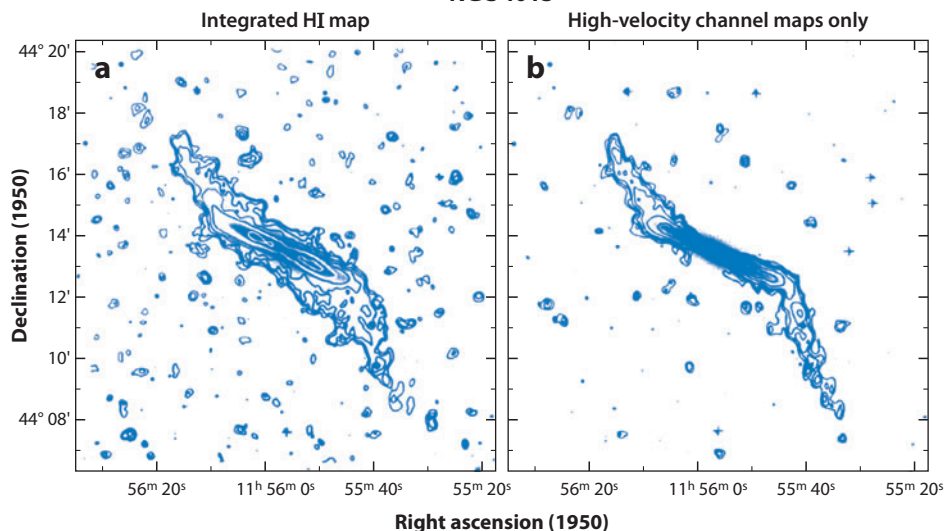 Integrated HI map
High-velocity channel maps only
a
b
Declination (1950)
44° 20'
18'
16'
14'
12'
10'
44° 08'
56ᵐ 20ˢ
11ʰ 56ᵐ 0ˢ
55ᵐ 40ˢ
55ᵐ 20ˢ
56ᵐ 20ˢ
11ʰ 56ᵐ 0ˢ
55ᵐ 40ˢ
55ᵐ 20ˢ
Right ascension (1950)